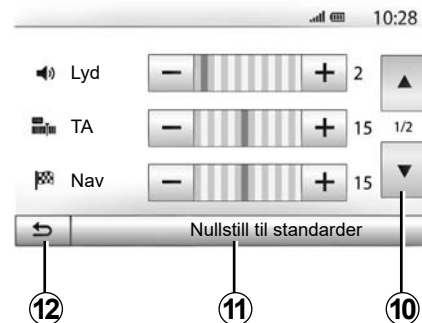 10:28
Lyd 2
TA 15 1/2
Nav 15
Nullstill til standarder
12 11 10